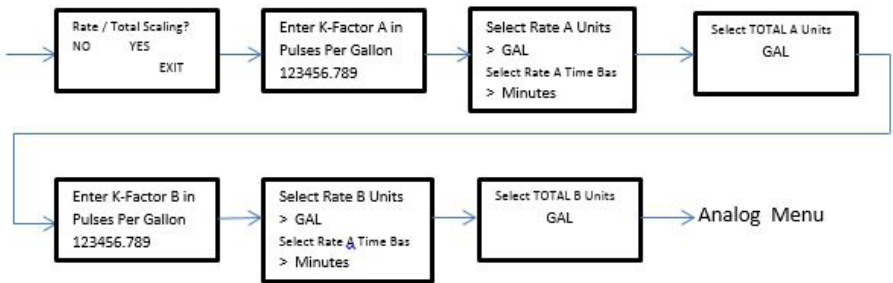 Rate / Total Scaling?
NO YES
EXIT
Enter K-Factor A in
Pulses Per Gallon
123456.789
Select Rate A Units
> GAL
Select Rate A Time Bas
> Minutes
Select TOTAL A Units
GAL
Enter K-Factor B in
Pulses Per Gallon
123456.789
Select Rate B Units
> GAL
Select Rate A Time Bas
> Minutes
Select TOTAL B Units
GAL
Analog Menu